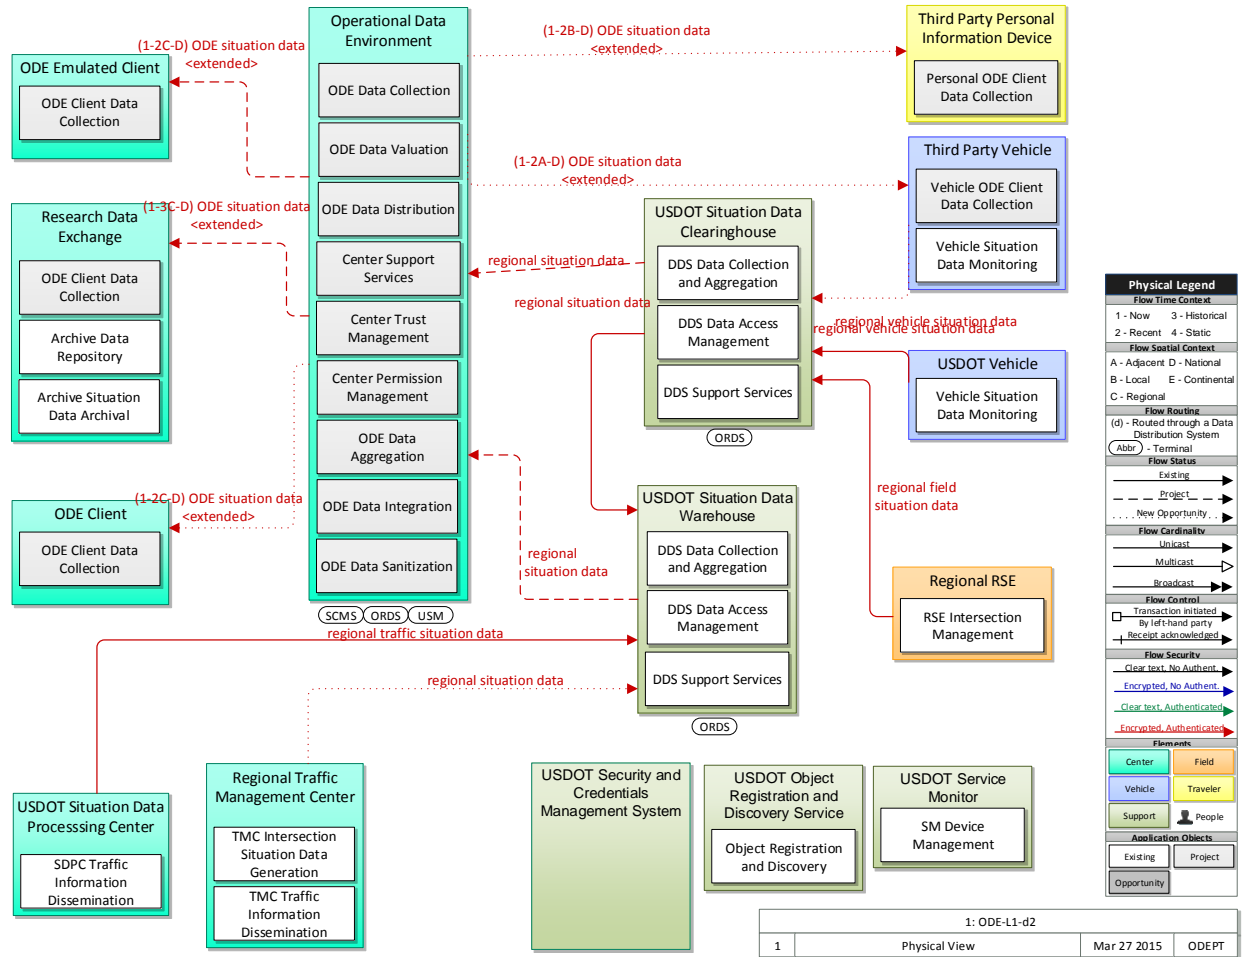 Operational Data
Environment
ODE Data Collection
ODE Data Valuation
ODE Data Distribution
Center Support
Services
Center Trust
Management
Center Permission
Management
ODE Data
Aggregation
ODE Data Integration
ODE Data Sanitization
SCMS
ORDS
USM
(1-2C-D) ODE situation data
<extended>
ODE Emulated Client
ODE Client Data
Collection
(1-3C-D) ODE situation data
<extended>
Research Data
Exchange
ODE Client Data
Collection
Archive Data
Repository
Archive Situation
Data Archival
(1-2C-D) ODE situation data
<extended>
ODE Client
ODE Client Data
Collection
(1-2B-D) ODE situation data
<extended>
Third Party Personal
Information Device
Personal ODE Client
Data Collection
(1-2A-D) ODE situation data
<extended>
Third Party Vehicle
Vehicle ODE Client
Data Collection
Vehicle Situation
Data Monitoring
USDOT Situation Data
Clearinghouse
DDS Data Collection
and Aggregation
DDS Data Access
Management
DDS Support Services
ORDS
regional situation data
regional situation data
regional vehicle situation data
regional vehicle situation data
USDOT Vehicle
Vehicle Situation
Data Monitoring
regional field
situation data
USDOT Situation Data
Warehouse
DDS Data Collection
and Aggregation
DDS Data Access
Management
DDS Support Services
ORDS
regional
situation data
Regional RSE
RSE Intersection
Management
regional traffic situation data
regional situation data
USDOT Situation Data
Processsing Center
SDPC Traffic
Information
Dissemination
Regional Traffic
Management Center
TMC Intersection
Situation Data
Generation
TMC Traffic
Information
Dissemination
USDOT Security and
Credentials
Management System
USDOT Object
Registration and
Discovery Service
Object Registration
and Discovery
USDOT Service
Monitor
SM Device
Management
Physical Legend
Flow Time Context
1 - Now 3 - Historical
2 - Recent 4 - Static
Flow Spatial Context
A - Adjacent D - National
B - Local E - Continental
C - Regional
Flow Routing
(d) - Routed through a Data
Distribution System
Abbr - Terminal
Flow Status
Existing
Project
New Opportunity
Flow Cardinality
Unicast
Multicast
Broadcast
Flow Control
Transaction initiated
By left-hand party
Receipt acknowledged
Flow Security
Clear text, No Authent.
Encrypted, No Authent.
Clear text, Authenticated
Encrypted, Authenticated
Elements
Center Field
Vehicle Traveler
Support People
Application Objects
Existing Project
Opportunity
1: ODE-L1-d2
1 Physical View Mar 27 2015 ODEPT